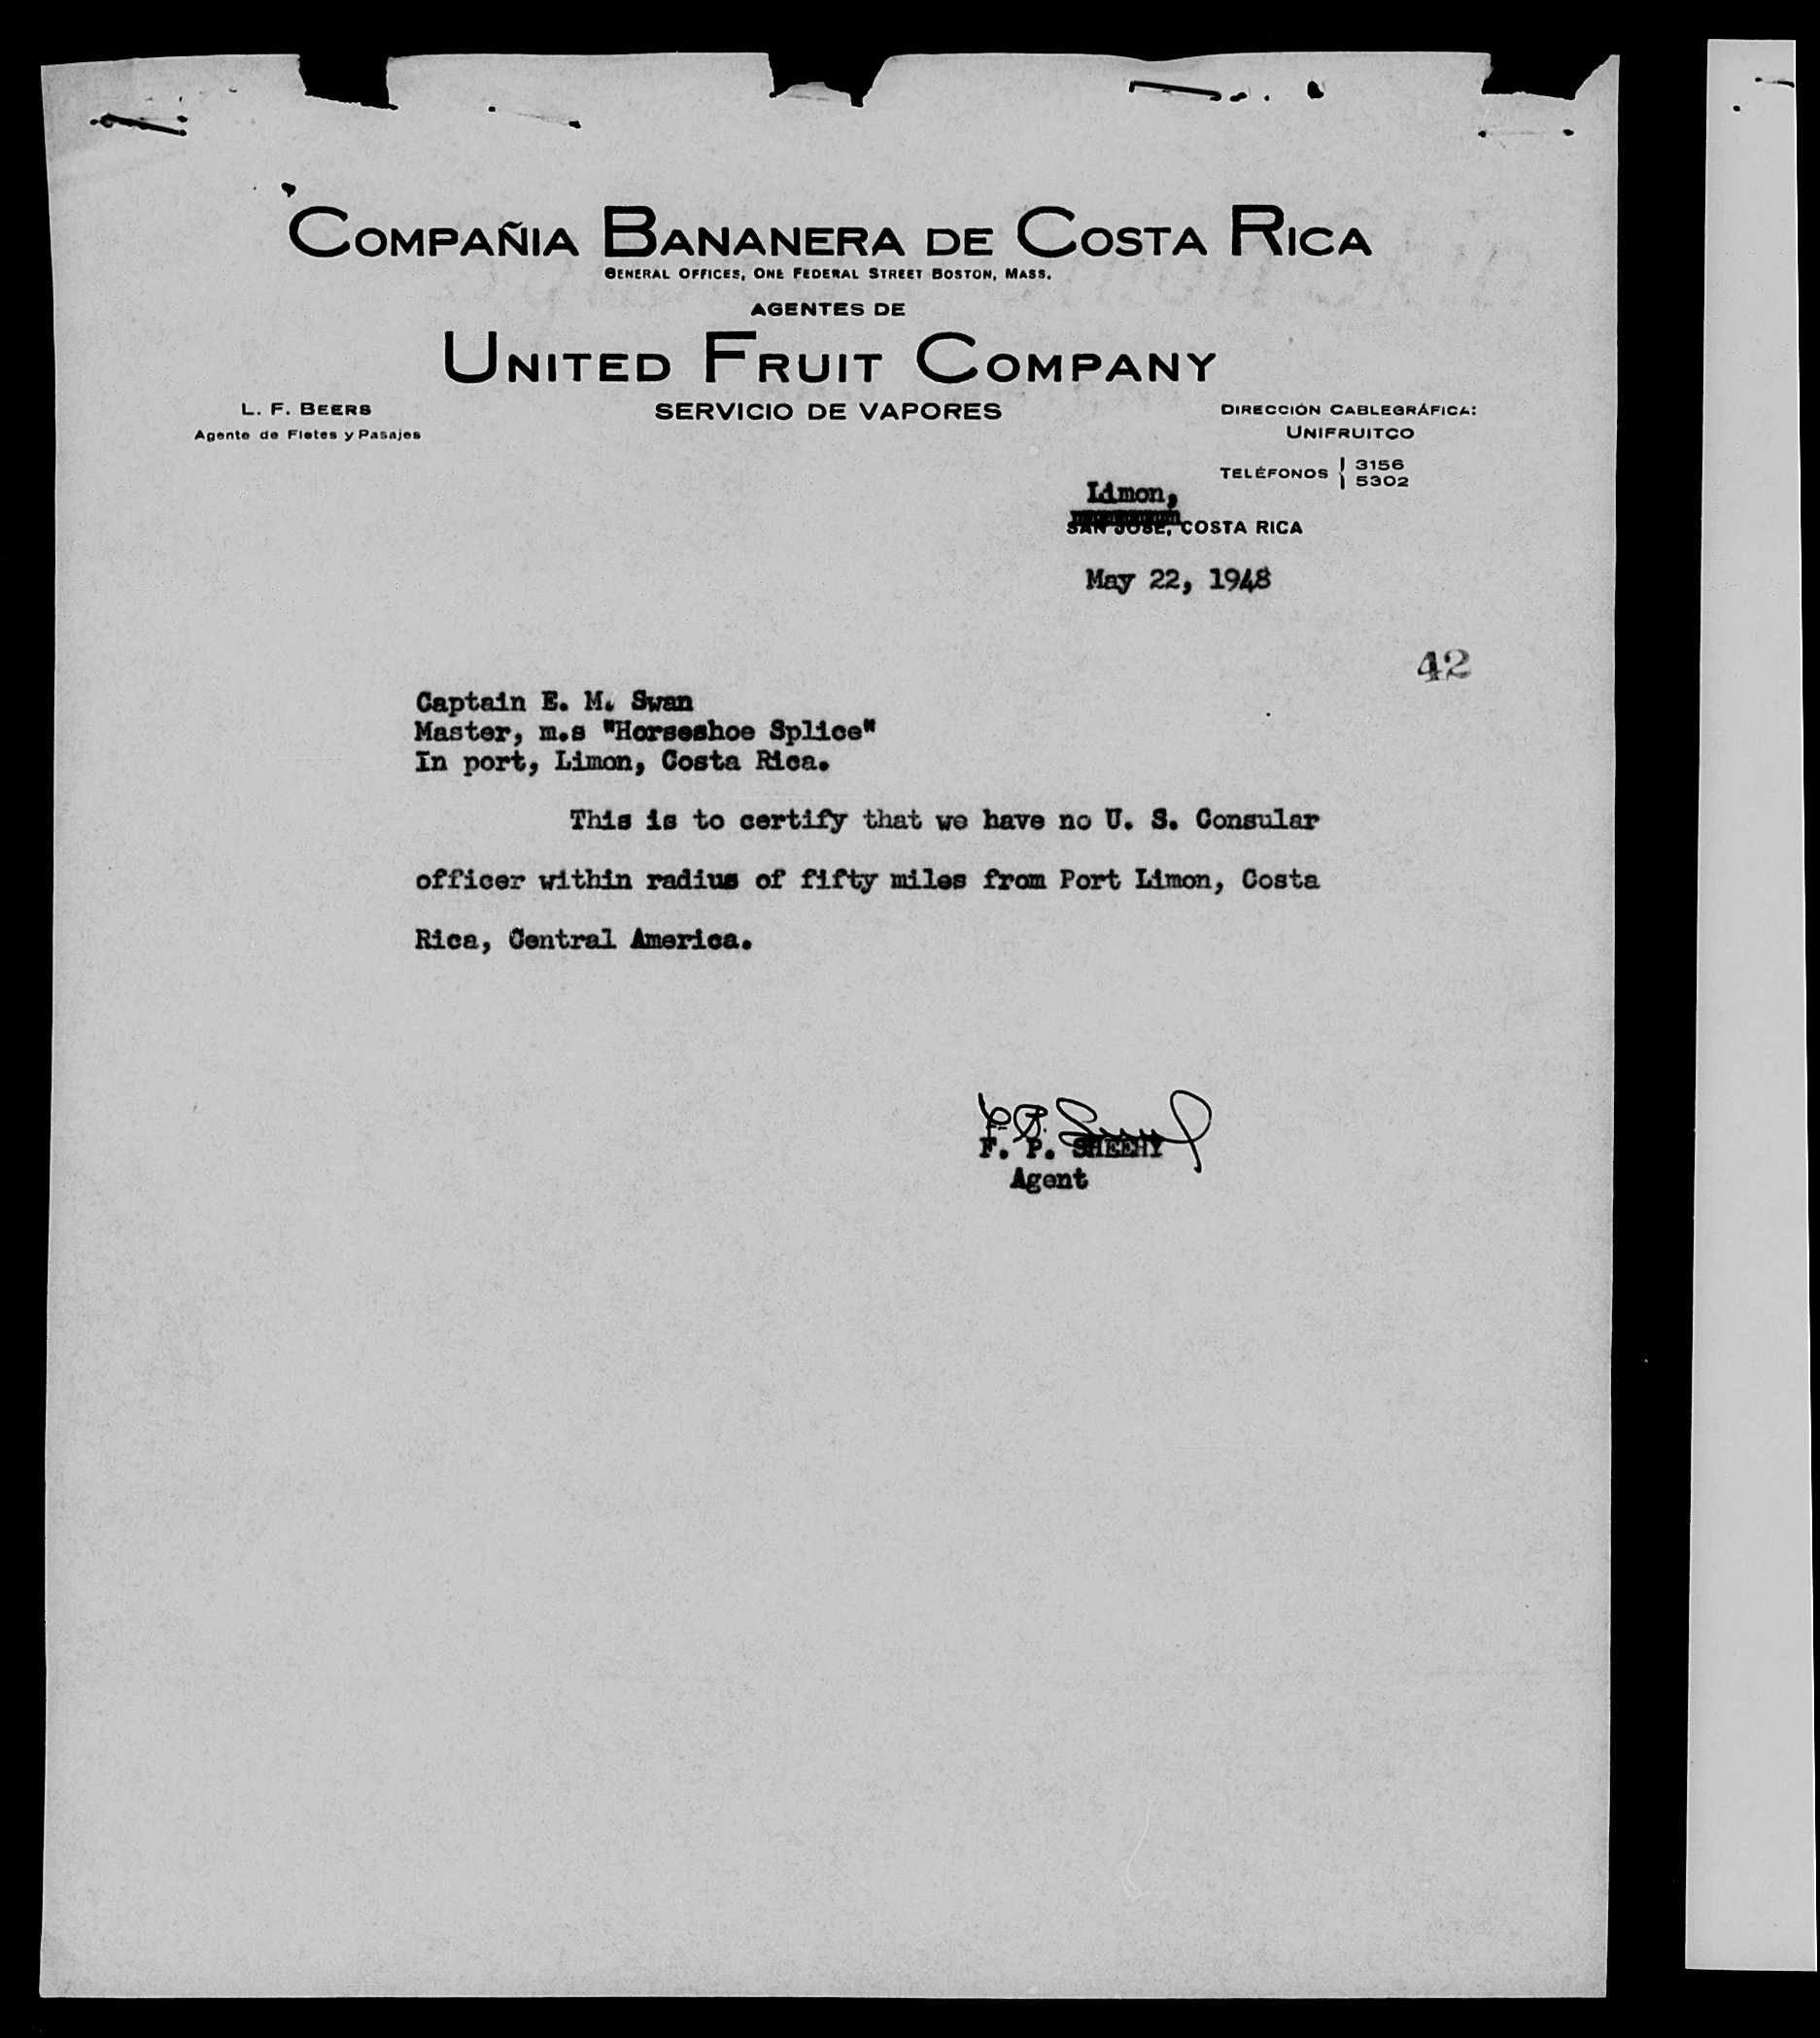 COMPAÑIA BANANERA DE COSTA RICA
GENERAL OFFICES, ONE FEDERAL STREET BOSTON, MASS.
AGENTES DE
UNITED FRUIT COMPANY
SERVICIO DE VAPORES
L. F. BEERS
Agente de Fletes y Pasajes
DIRECCIÓN CABLEGRÁFICA:
UNIFRUITCO
TELÉFONOS 3156
5302
Limon,
SAN JOSE, COSTA RICA
May 22, 1948
42
Captain E. M. Swan
Master, m.s "Horseshoe Splice"
In port, Limon, Costa Rica.
This is to certify that we have no U. S. Consular
officer within radius of fifty miles from Port Limon, Costa
Rica, Central America.
F. P. SHEEHY
Agent